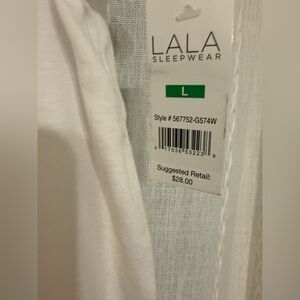 LALA
SLEEPWEAR
L
Style # 567752-G574W
Suggested Retail:
$28.00